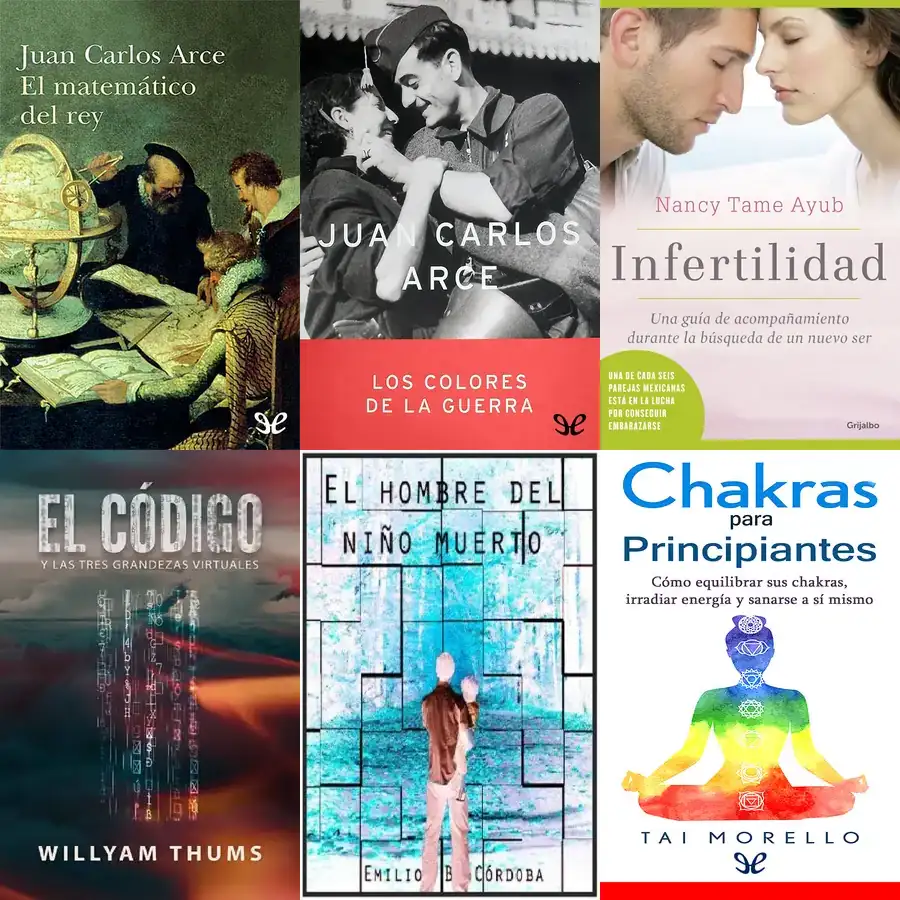 Juan Carlos Arce
El matemático
del rey
JUAN CARLOS
ARCE
LOS COLORES
DE LA GUERRA
Nancy Tame Ayub
Infertilidad
Una guía de acompañamiento
durante la búsqueda de un nuevo ser
UNA DE CADA SEIS
PAREJAS MEXICANAS
ESTÁ EN LA LUCHA
POR CONSEGUIR
EMBARAZARSE
Grijalbo
EL CÓDIGO
Y LAS TRES GRANDEZAS VIRTUALES
WILLYAM THUMS
EL HOMBRE DEL
NIÑO MUERTO
EMILIO B CÓRDOBA
Chakras
para
Principiantes
Cómo equilibrar sus chakras,
irradiar energía y sanarse a sí mismo
TAI MORELLO